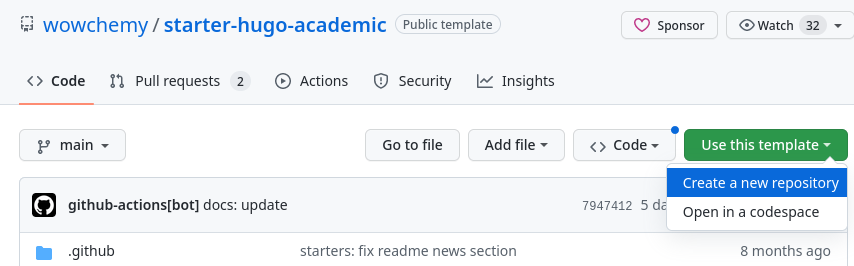 wowchemy / starter-hugo-academic Public template Sponsor Watch 32
Code Pull requests 2 Actions Security Insights
main Go to file Add file Code Use this template
Create a new repository
github-actions[bot] docs: update 7947412 5 da
Open in a codespace
.github starters: fix readme news section 8 months ago